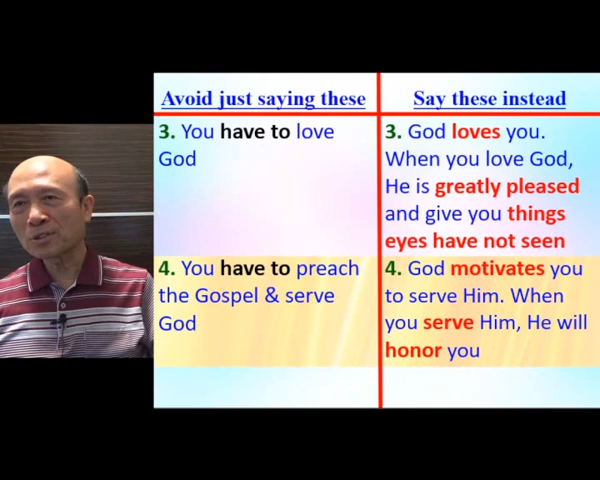 Avoid just saying these
Say these instead
3. You have to love
God
3. God loves you.
When you love God,
He is greatly pleased
and give you things
eyes have not seen
4. You have to preach
the Gospel & serve
God
4. God motivates you
to serve Him. When
you serve Him, He will
honor you